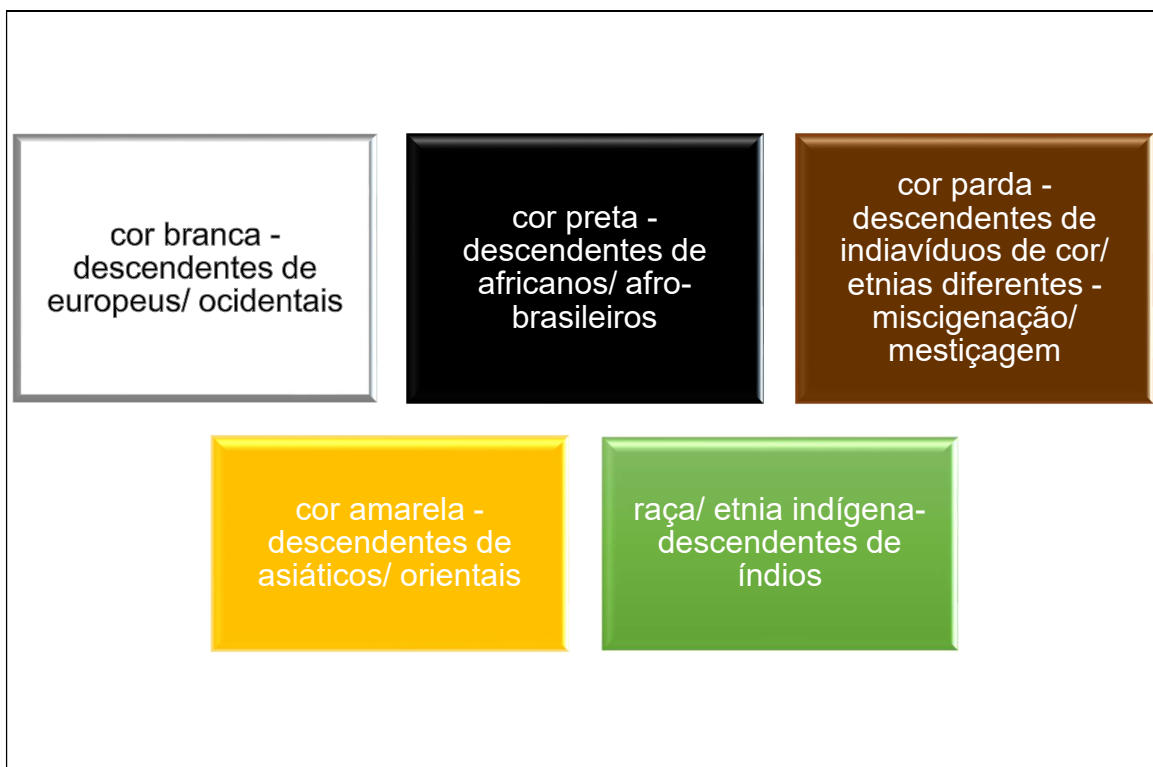 cor branca -
descendentes de
europeus/ ocidentais
cor preta -
descendentes de
africanos/ afro-
brasileiros
cor parda -
descendentes de
indiavíduos de cor/
etnias diferentes -
miscigenação/
mestiçagem
cor amarela -
descendentes de
asiáticos/ orientais
raça/ etnia indígena-
descendentes de
índios